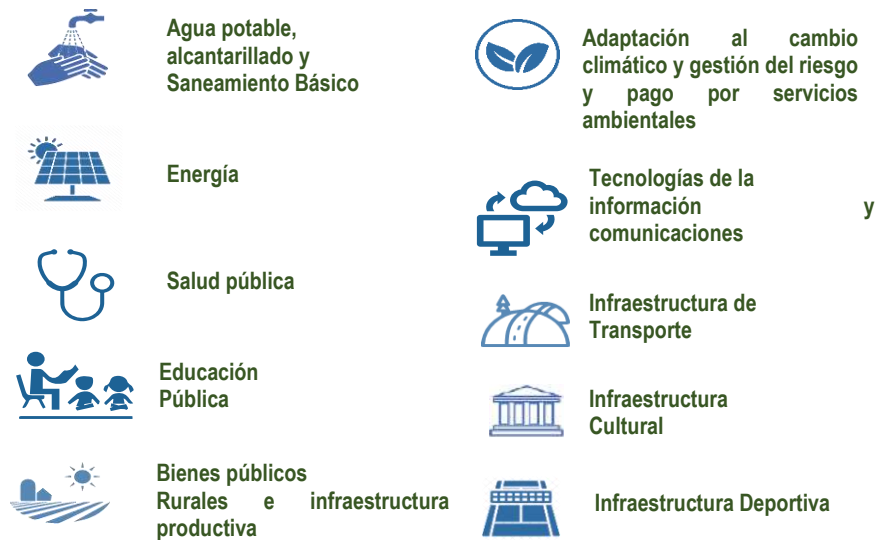 Agua potable,
alcantarillado y
Saneamiento Básico
Energía
Salud pública
Educación
Pública
Bienes públicos
Rurales e infraestructura
productiva
Adaptación al cambio
climático y gestión del riesgo
y pago por servicios
ambientales
Tecnologías de la
información y
comunicaciones
Infraestructura de
Transporte
Infraestructura
Cultural
Infraestructura Deportiva